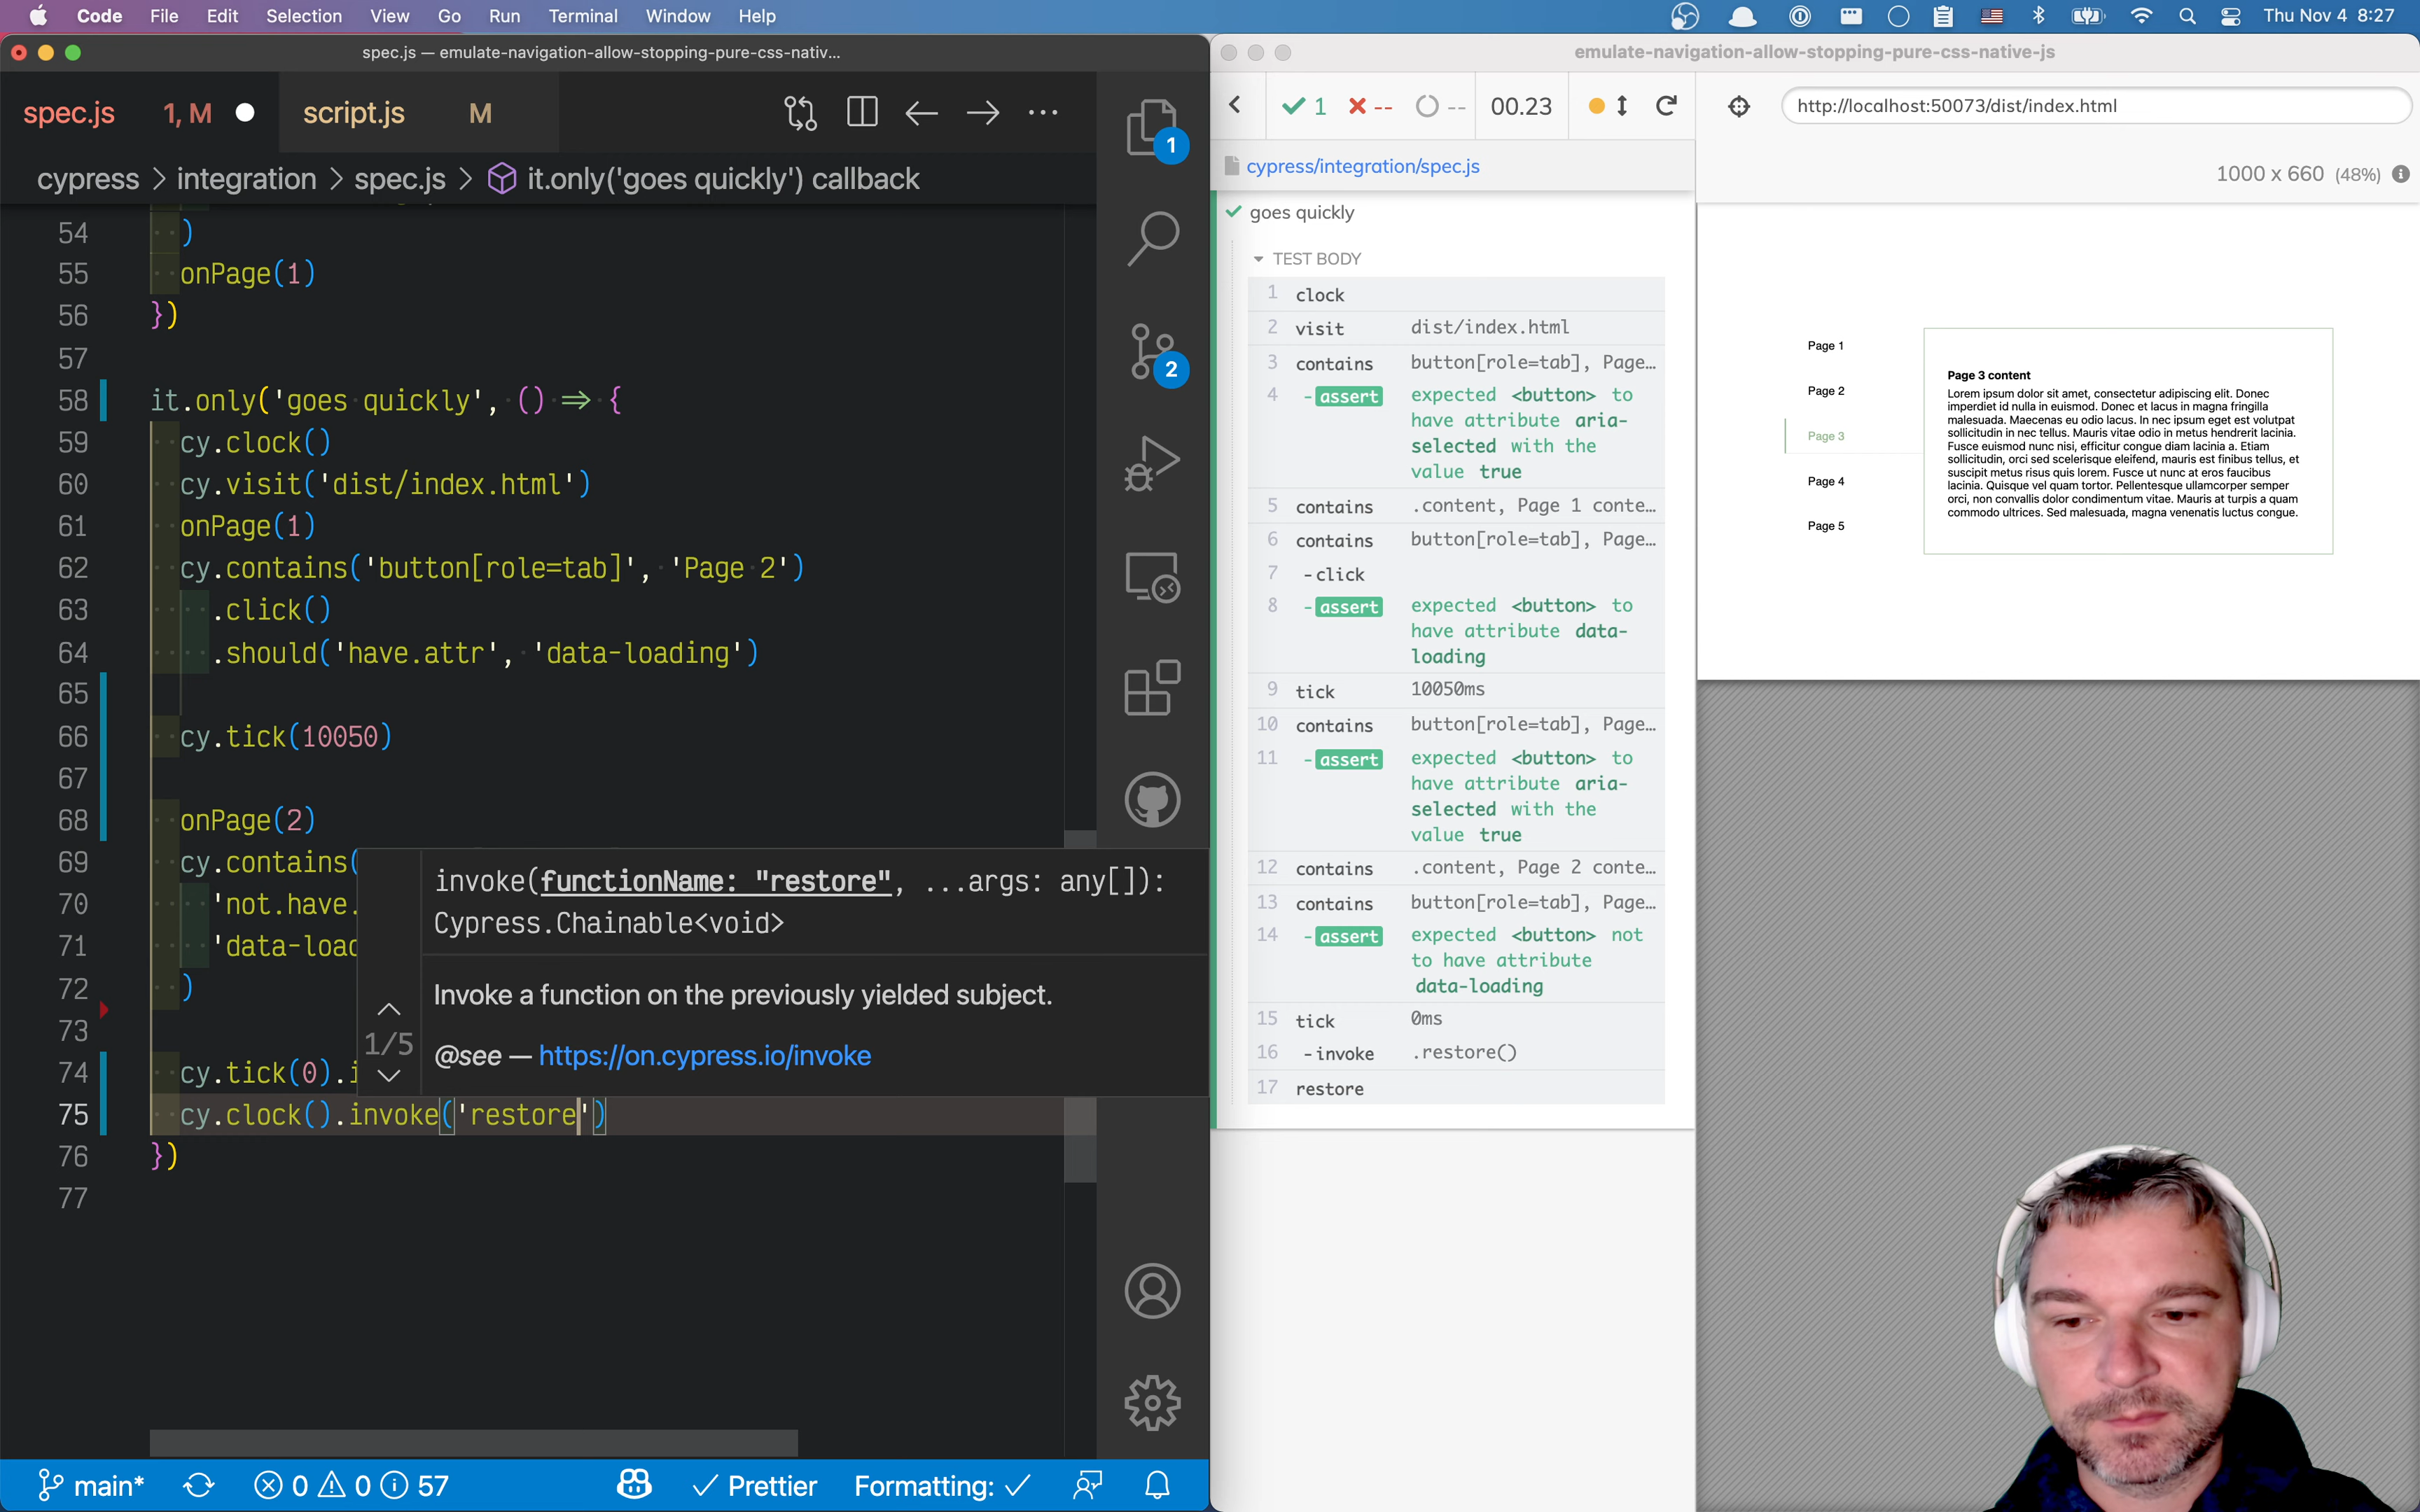 Code File Edit Selection View Go Run Terminal Window Help
Thu Nov 4 8:27
spec.js — emulate-navigation-allow-stopping-pure-css-nativ...
spec.js 1, M script.js M
cypress > integration > spec.js > it.only('goes quickly') callback
54 )
55 onPage(1)
56 })
57
58 it.only('goes quickly', () => {
59 cy.clock()
60 cy.visit('dist/index.html')
61 onPage(1)
62 cy.contains('button[role=tab]', 'Page 2')
63 .click()
64 .should('have.attr', 'data-loading')
65
66 cy.tick(10050)
67
68 onPage(2)
69 cy.contains(
70 'not.have.
71 'data-load
72 )
73
74 cy.tick(0).i
75 cy.clock().invoke('restore')
76 })
77
invoke(functionName: "restore", ...args: any[]):
Cypress.Chainable<void>
Invoke a function on the previously yielded subject.
1/5
@see — https://on.cypress.io/invoke
1
2
main* 0 0 57 Prettier Formatting:
emulate-navigation-allow-stopping-pure-css-native-js
1 -- -- 00.23
http://localhost:50073/dist/index.html
cypress/integration/spec.js
1000 x 660 (48%)
goes quickly
TEST BODY
1 clock
2 visit dist/index.html
3 contains button[role=tab], Page…
4 -assert expected <button> to
have attribute aria-
selected with the
value true
5 contains .content, Page 1 conte…
6 contains button[role=tab], Page…
7 -click
8 -assert expected <button> to
have attribute data-
loading
9 tick 10050ms
10 contains button[role=tab], Page…
11 -assert expected <button> to
have attribute aria-
selected with the
value true
12 contains .content, Page 2 conte…
13 contains button[role=tab], Page…
14 -assert expected <button> not
to have attribute
data-loading
15 tick 0ms
16 -invoke .restore()
17 restore
Page 1
Page 2
Page 3
Page 4
Page 5
Page 3 content
Lorem ipsum dolor sit amet, consectetur adipiscing elit. Donec
imperdiet id nulla in euismod. Donec et lacus in magna fringilla
malesuada. Maecenas eu odio lacus. In nec ipsum eget est volutpat
sollicitudin in nec tellus. Mauris vitae odio in metus hendrerit lacinia.
Fusce euismod nunc nisi, efficitur congue diam lacinia a. Etiam
sollicitudin, orci sed scelerisque eleifend, mauris est finibus tellus, et
suscipit metus risus quis lorem. Fusce ut nunc at eros faucibus
lacinia. Quisque vel quam tortor. Pellentesque ullamcorper semper
orci, non convallis dolor condimentum vitae. Mauris at turpis a quam
commodo ultrices. Sed malesuada, magna venenatis luctus congue.